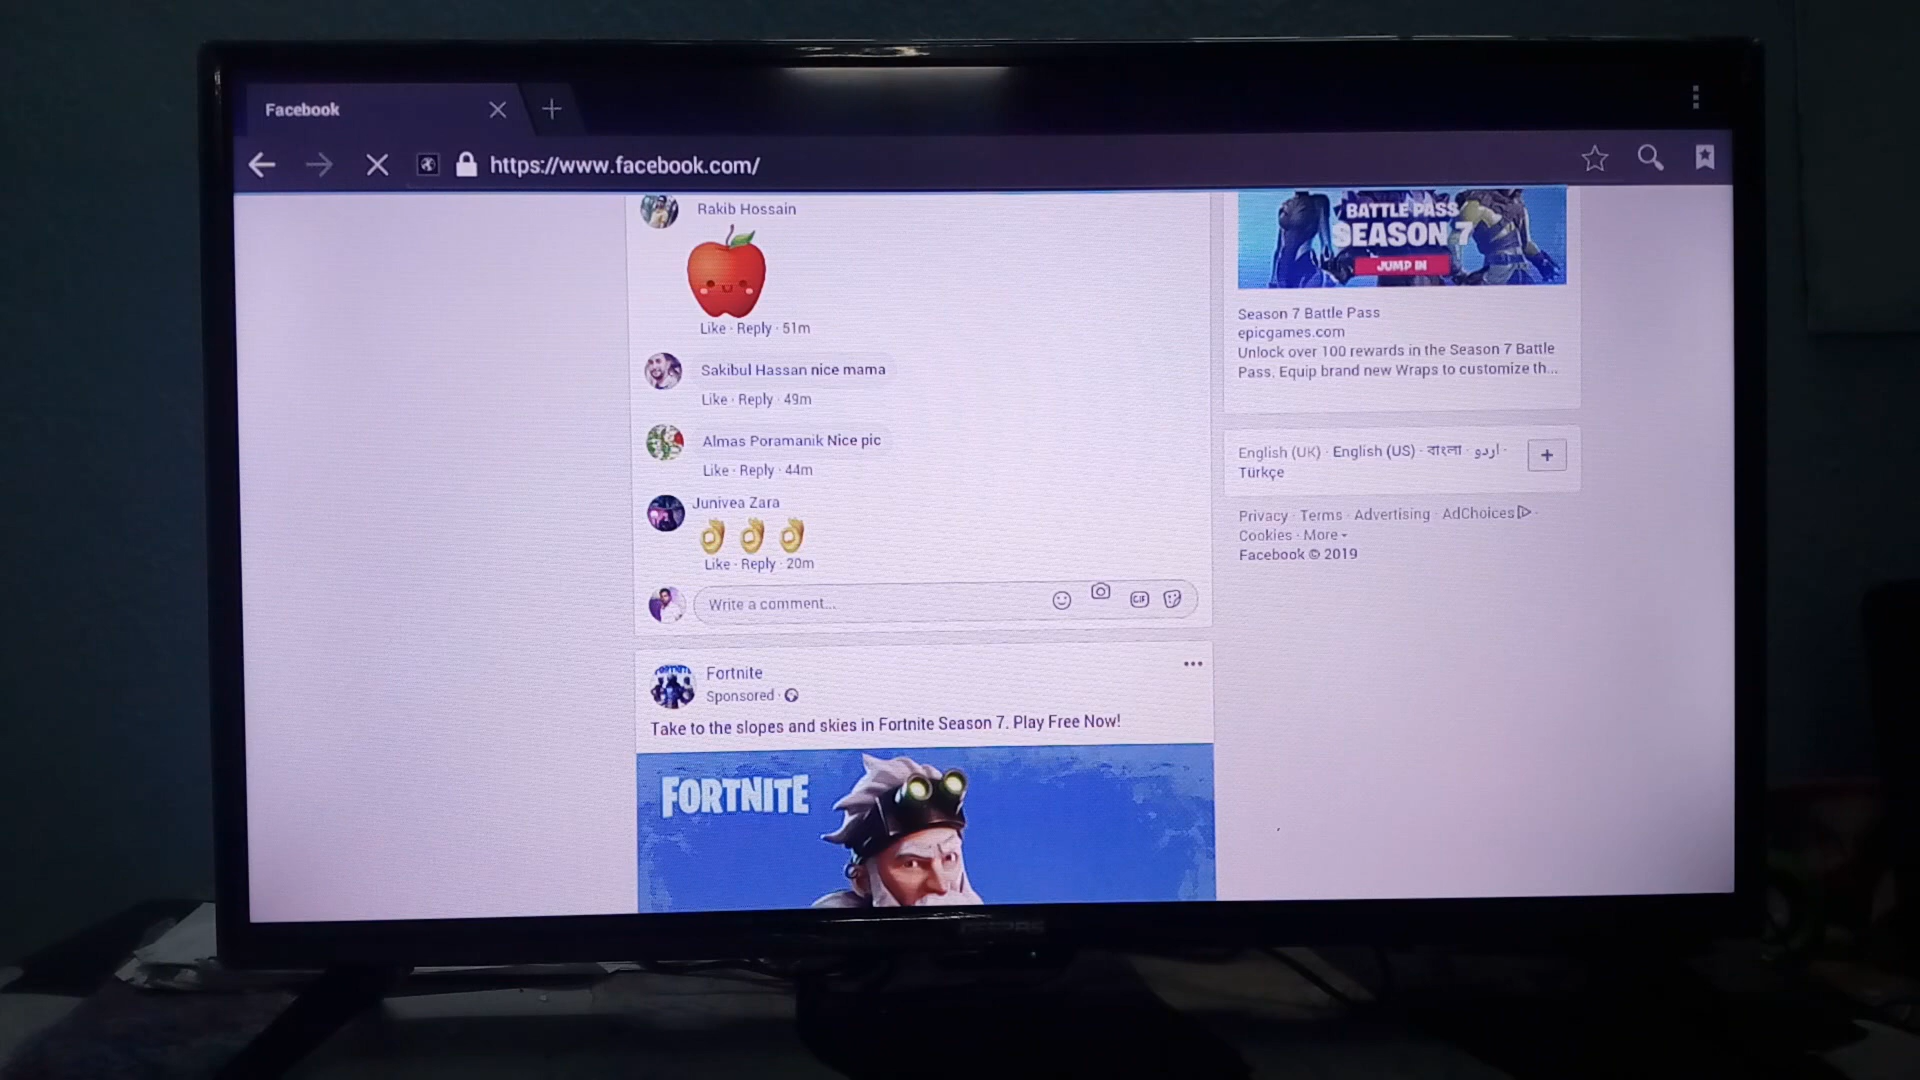 Facebook
https://www.facebook.com/
Rakib Hossain
Like · Reply · 51m
Sakibul Hassan nice mama
Like · Reply · 49m
Almas Poramanik Nice pic
Like · Reply · 44m
Junivea Zara
Like · Reply · 20m
Write a comment...
GIF
Fortnite
Sponsored ·
Take to the slopes and skies in Fortnite Season 7. Play Free Now!
FORTNITE
BATTLE PASS
SEASON 7
JUMP IN
Season 7 Battle Pass
epicgames.com
Unlock over 100 rewards in the Season 7 Battle
Pass. Equip brand new Wraps to customize th...
English (UK) · English (US) · বাংলা · اردو ·
Türkçe
Privacy · Terms · Advertising · AdChoices ·
Cookies · More
Facebook © 2019